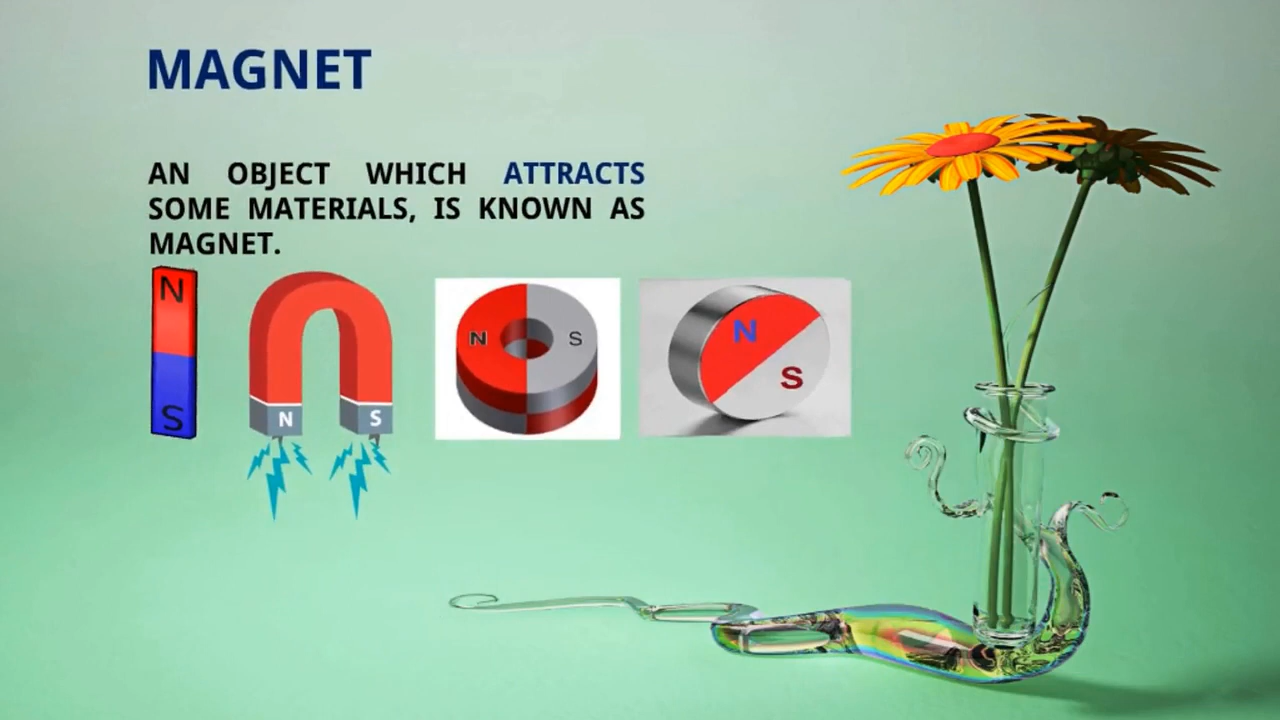 MAGNET
AN OBJECT WHICH ATTRACTS
SOME MATERIALS, IS KNOWN AS
MAGNET.
N
S
N S
N S
N
S